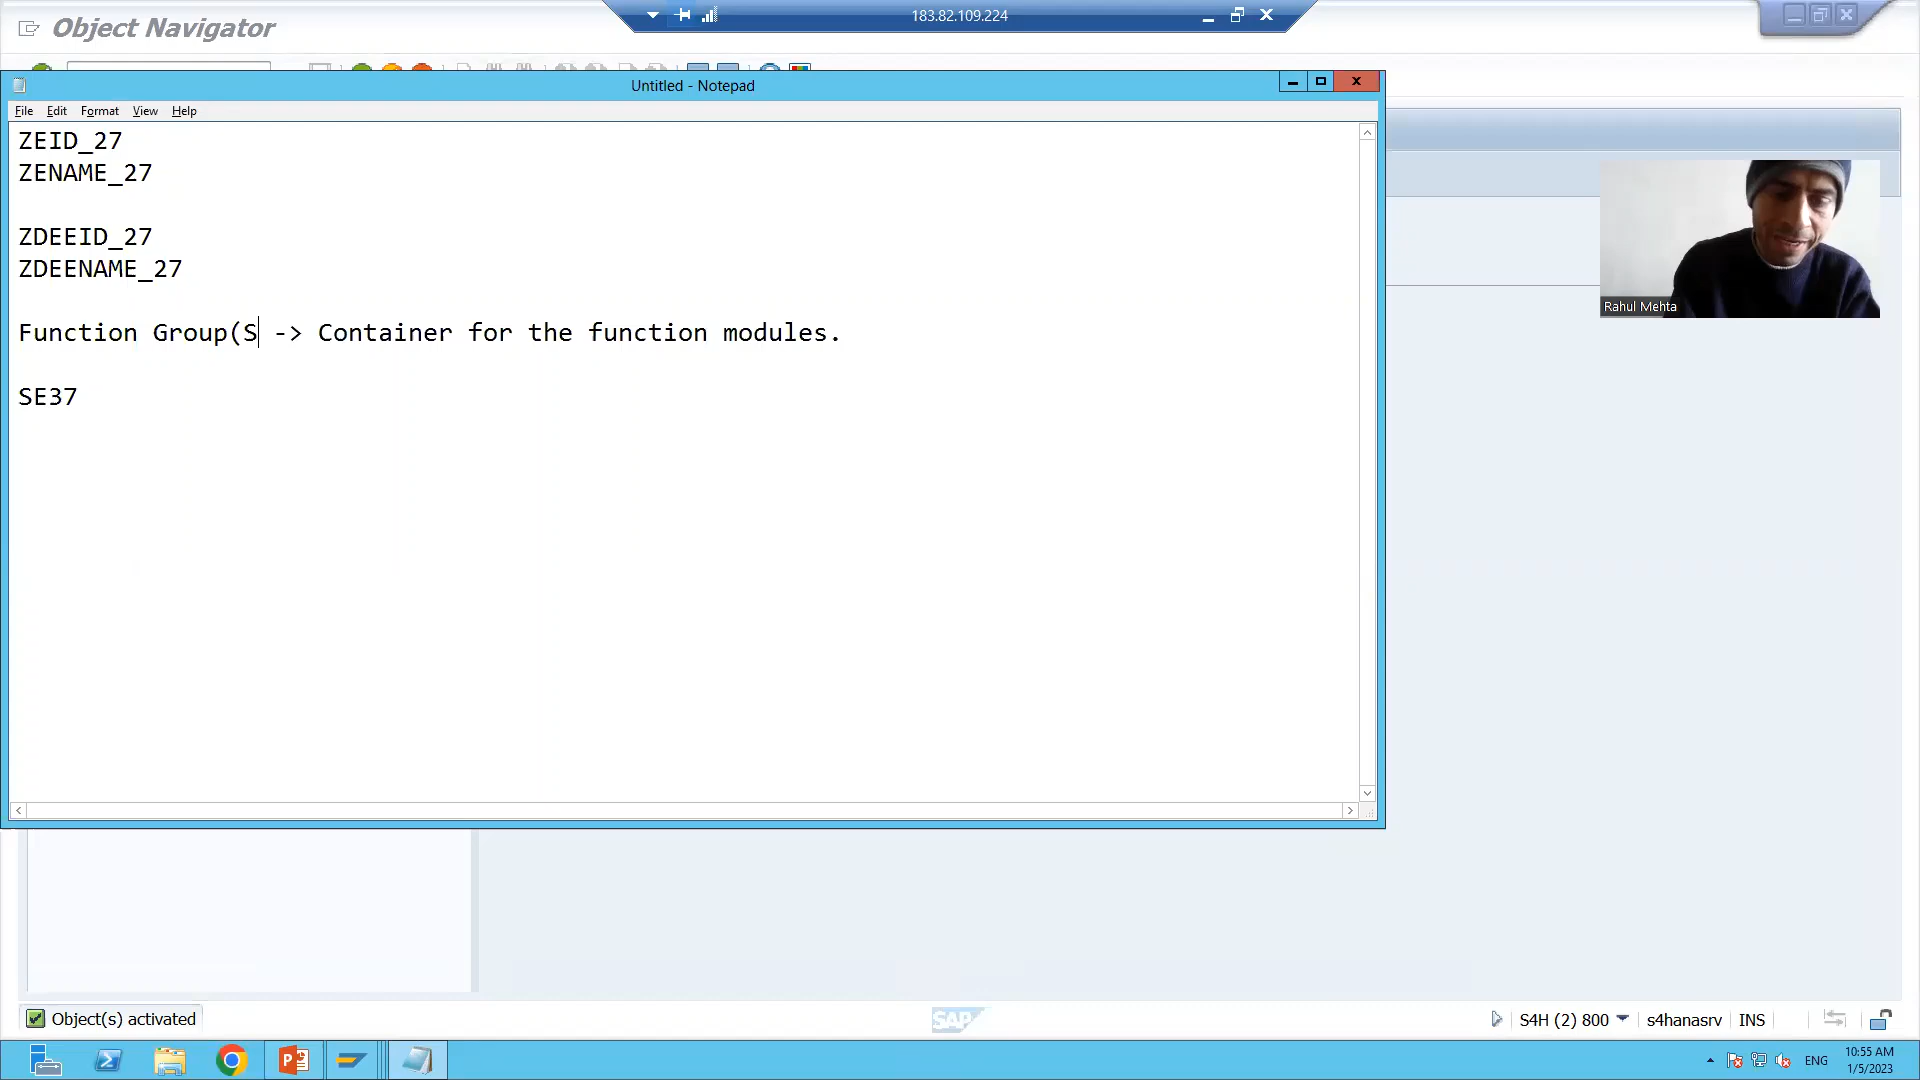 Object Navigator
183.82.109.224
Untitled - Notepad
File Edit Format View Help
ZEID_27
ZENAME_27
ZDEEID_27
ZDEENAME_27
Function Group(S -> Container for the function modules.
SE37
Rahul Mehta
Object(s) activated
SAP
S4H (2) 800
s4hanasrv
INS
ENG
10:55 AM
1/5/2023